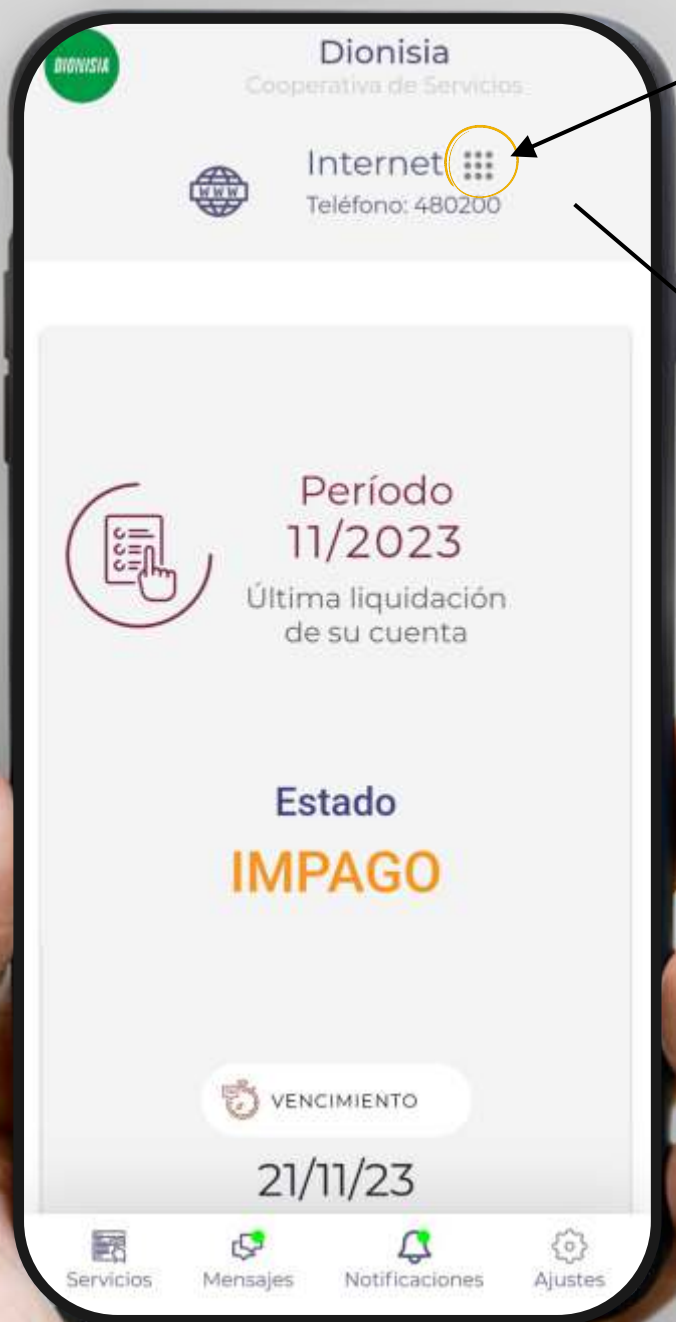 DIONISIA
Dionisia
Cooperativa de Servicios
Internet
WWW
Teléfono: 480200
Período
11/2023
Última liquidación
de su cuenta
Estado
IMPAGO
VENCIMIENTO
21/11/23
Servicios
Mensajes
Notificaciones
Ajustes